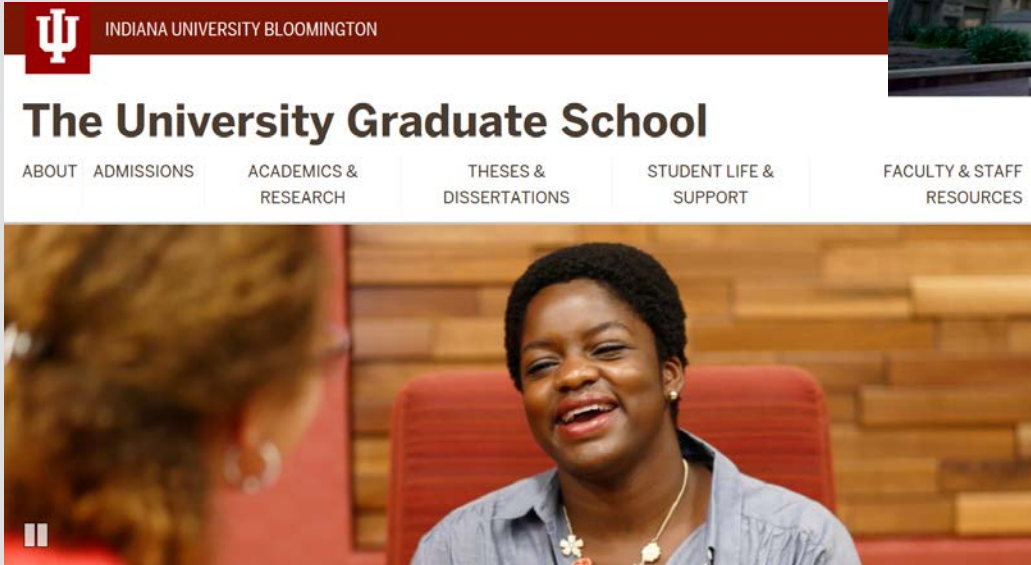 INDIANA UNIVERSITY BLOOMINGTON
The University Graduate School
ABOUT ADMISSIONS ACADEMICS & THESES & STUDENT LIFE & FACULTY & STAFF
RESEARCH DISSERTATIONS SUPPORT RESOURCES